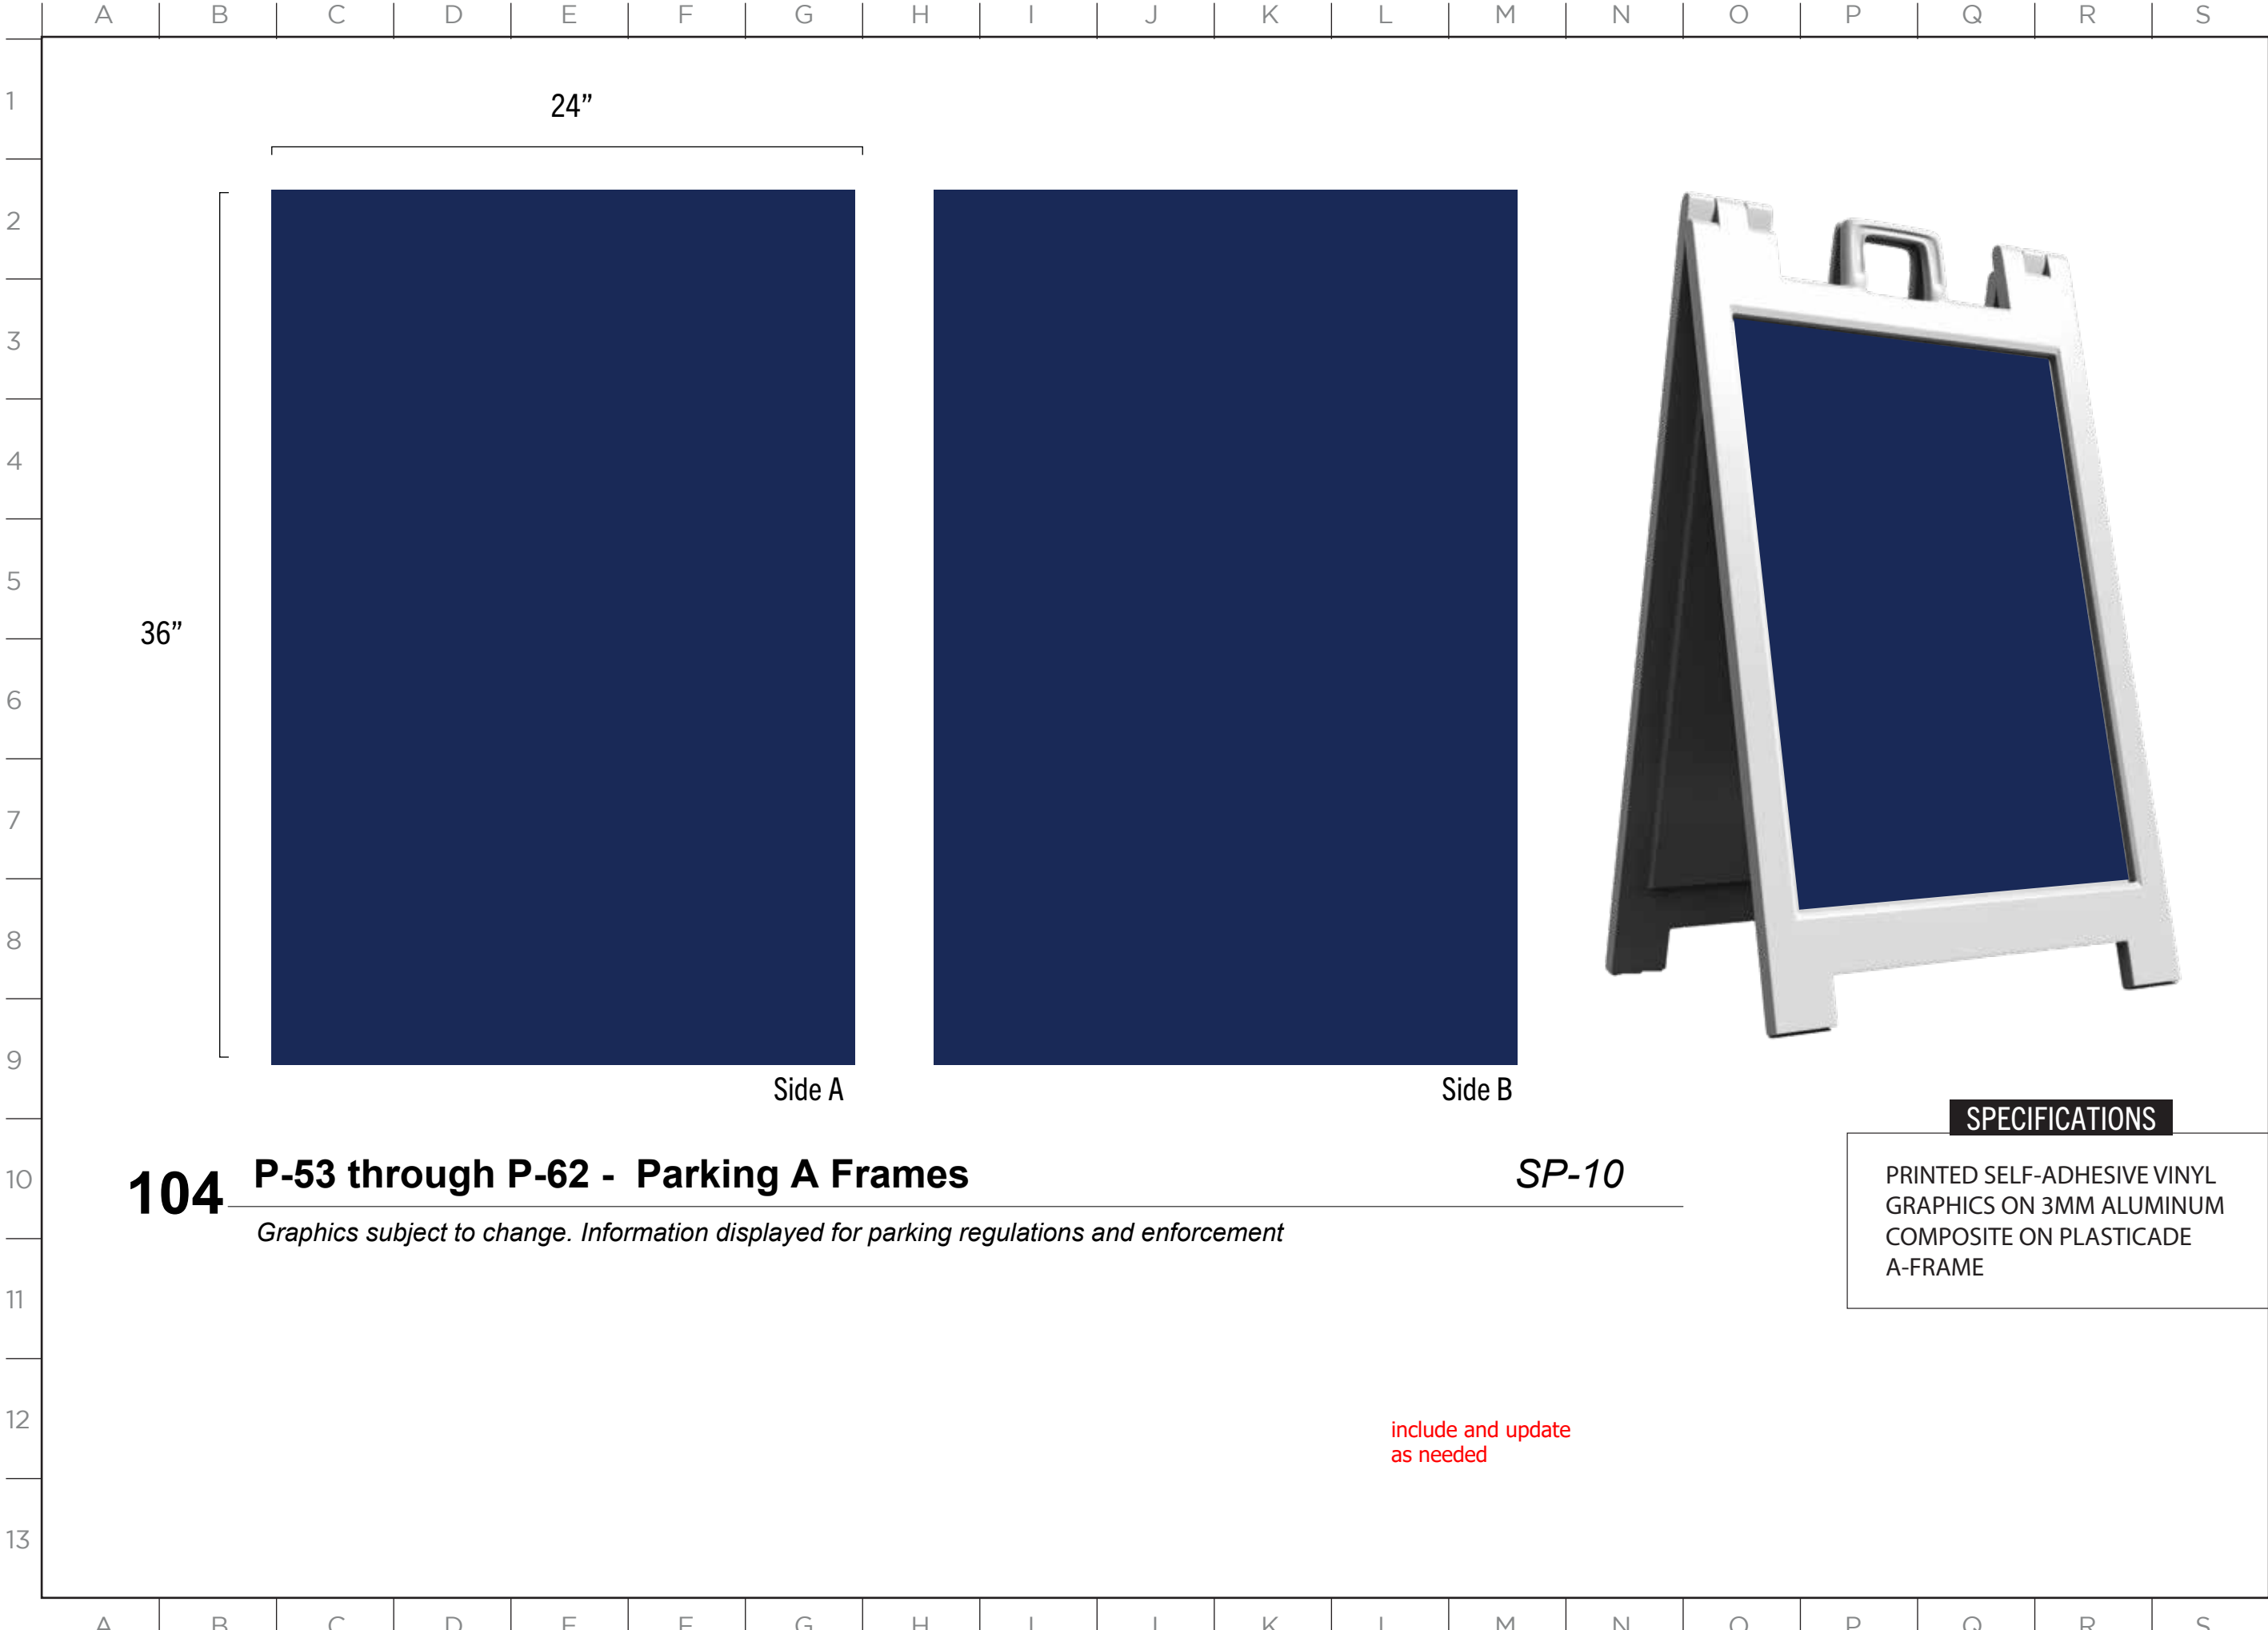 A B C D E F G H I J K L M N O P Q R S
1
24”
2
3
4
5
36”
6
7
8
9
Side A
Side B
SPECIFICATIONS
10
104
P-53 through P-62 - Parking A Frames
SP-10
Graphics subject to change. Information displayed for parking regulations and enforcement
PRINTED SELF-ADHESIVE VINYL
GRAPHICS ON 3MM ALUMINUM
COMPOSITE ON PLASTICADE
A-FRAME
11
12
include and update
as needed
13
A B C D E F G H I J K L M N O P Q R S